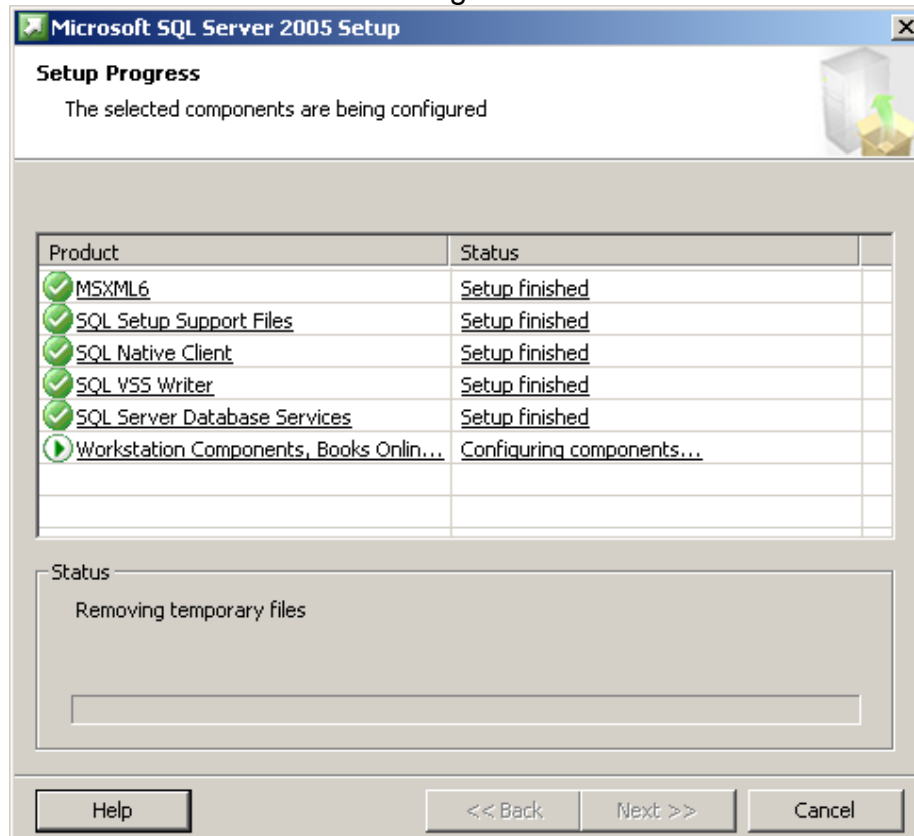 Microsoft SQL Server 2005 Setup
Setup Progress
The selected components are being configured
Product Status
MSXML6 Setup finished
SQL Setup Support Files Setup finished
SQL Native Client Setup finished
SQL VSS Writer Setup finished
SQL Server Database Services Setup finished
Workstation Components, Books Onlin... Configuring components...
Status
Removing temporary files
Help << Back Next >> Cancel